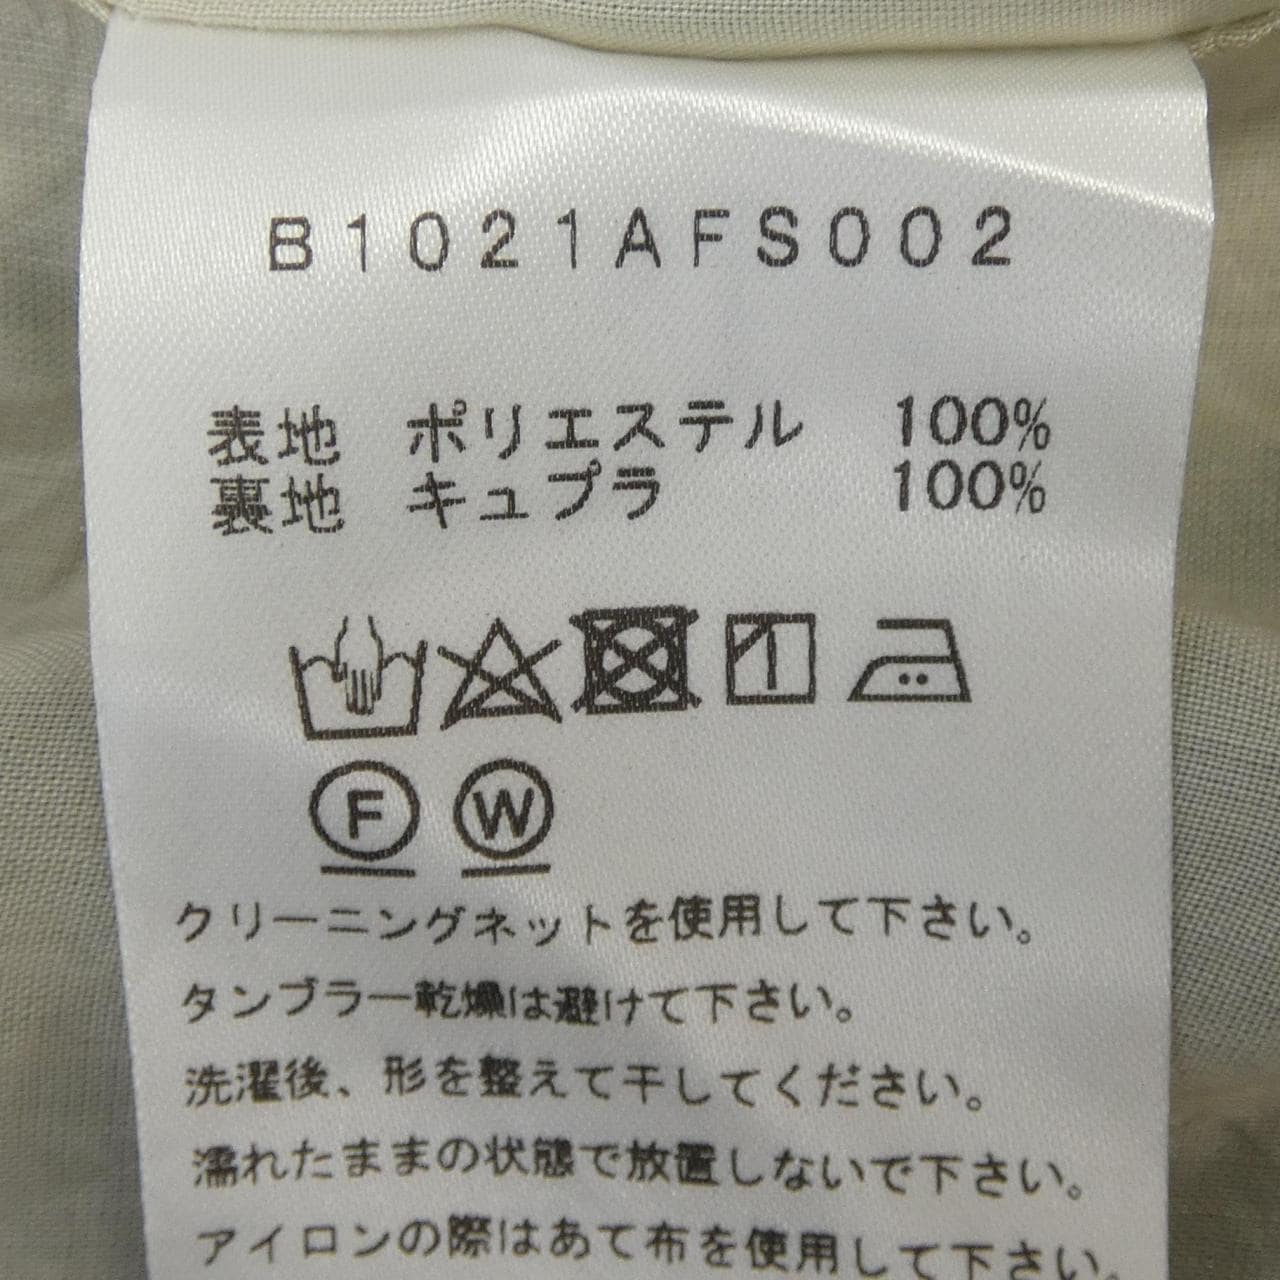 B1021AFS002
表地 ポリエステル 100%
裏地 キュプラ 100%
F W
クリーニングネットを使用して下さい。
タンブラー乾燥は避けて下さい。
洗濯後、形を整えて干してください。
濡れたままの状態で放置しないで下さい。
アイロンの際はあて布を使用して下さい。